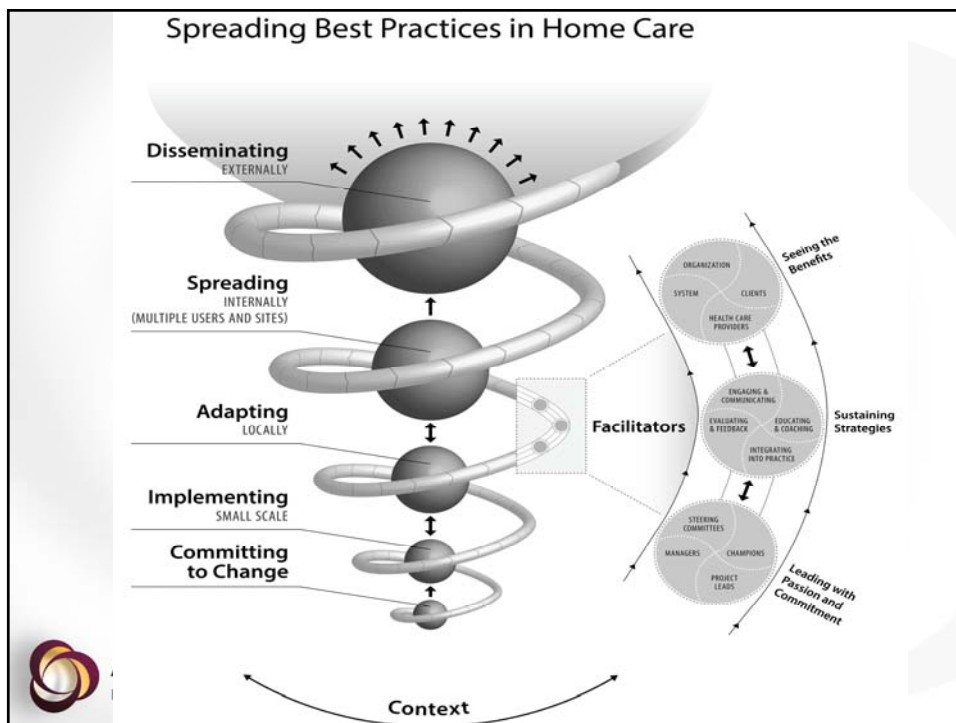 Spreading Best Practices in Home Care
Disseminating
EXTERNALLY
Spreading
INTERNALLY
(MULTIPLE USERS AND SITES)
Adapting
LOCALLY
Implementing
SMALL SCALE
Committing
to Change
Facilitators
Seeing the
Benefits
ORGANIZATION
SYSTEM
CLIENTS
HEALTH CARE
PROVIDERS
Sustaining
Strategies
ENGAGING &
COMMUNICATING
EVALUATING
& FEEDBACK
EDUCATING
& COACHING
INTEGRATING
INTO PRACTICE
Leading with
Passion and
Commitment
STEERING
COMMITTEES
MANAGERS
CHAMPIONS
PROJECT
LEADS
Context